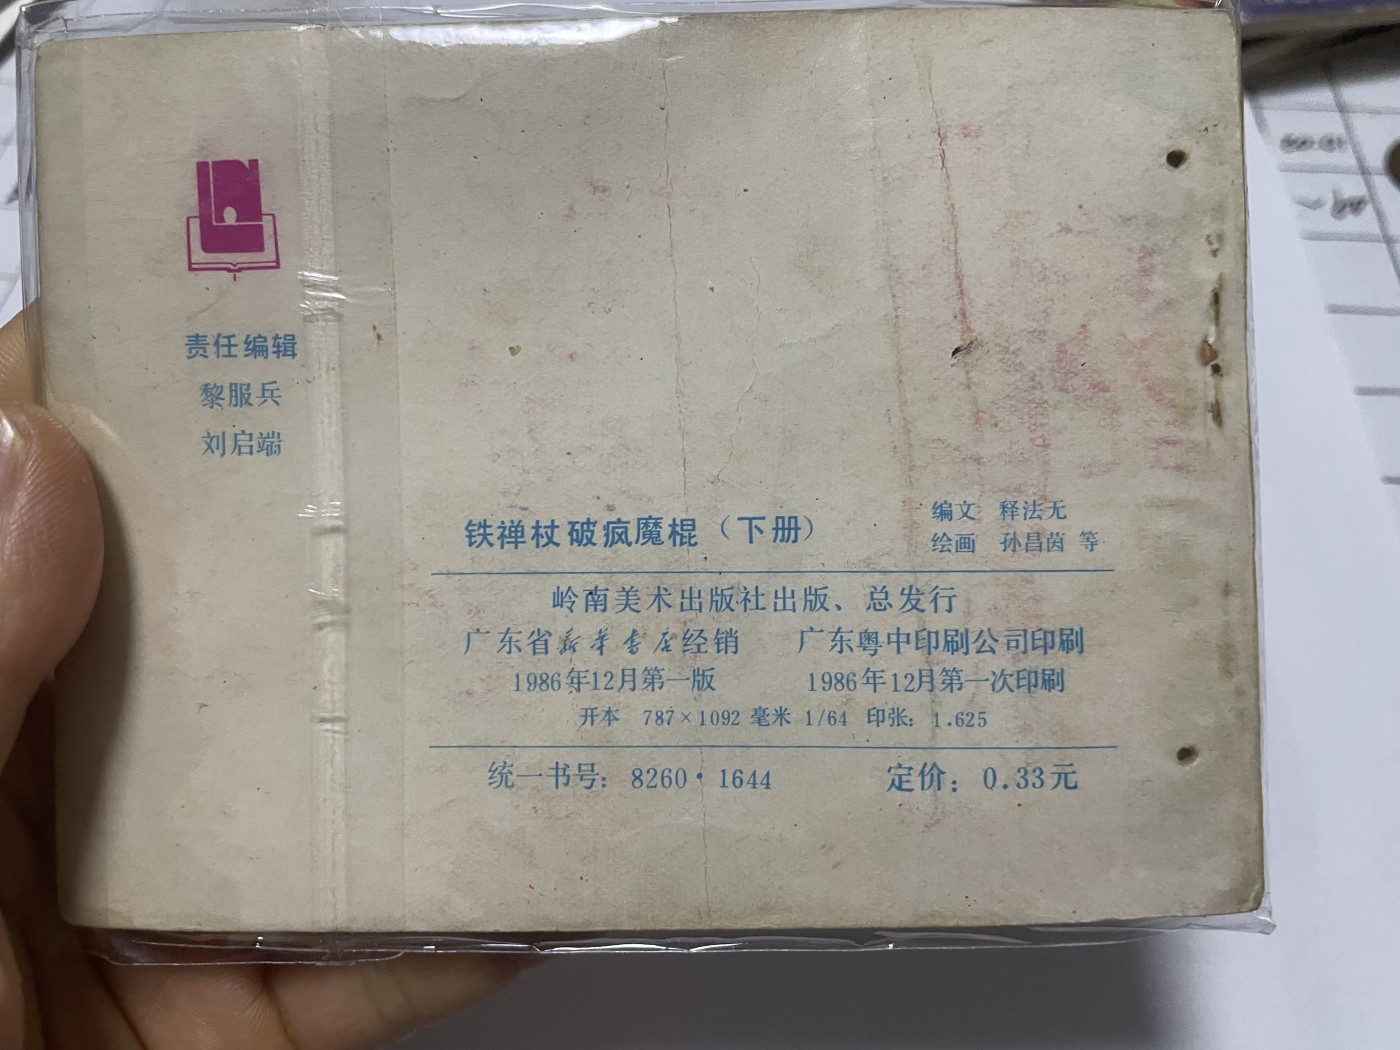 责任编辑
黎服兵
刘启端
铁禅杖破疯魔棍（下册）
编文 释法无
绘画 孙昌茵 等
岭南美术出版社出版、总发行
广东省新华书店经销 广东粤中印刷公司印刷
1986年12月第一版 1986年12月第一次印刷
开本 787×1092 毫米 1/64 印张：1.625
统一书号：8260·1644 定价：0.33元